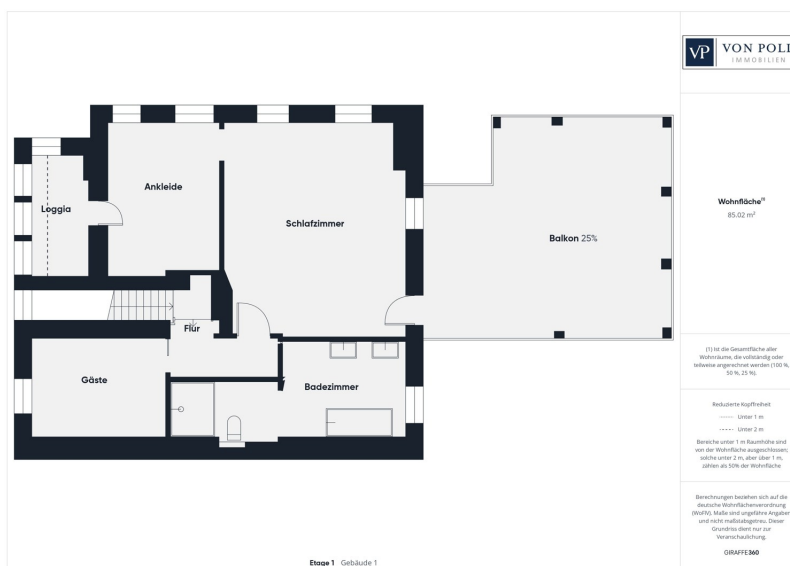 VP VON POLL
IMMOBILIEN
Ankleide
Loggia
Schlafzimmer
Balkon 25%
Flur
Gäste
Badezimmer
Etage 1 Gebäude 1
Wohnfläche(1)
85.02 m²
(1) Ist die Gesamtfläche aller
Wohnräume, die vollständig oder
teilweise angerechnet werden (100 %,
50 %, 25 %).
Reduzierte Kopffreiheit
Unter 1 m
Unter 2 m
Bereiche unter 1 m Raumhöhe sind
von der Wohnfläche ausgeschlossen;
solche unter 2 m, aber über 1 m,
zählen als 50% der Wohnfläche
Berechnungen beziehen sich auf die
deutsche Wohnflächenverordnung
(WoFlV). Maße sind ungefähre Angaben
und nicht maßstabsgetreu. Dieser
Grundriss dient nur zur
Veranschaulichung.
GIRAFFE360